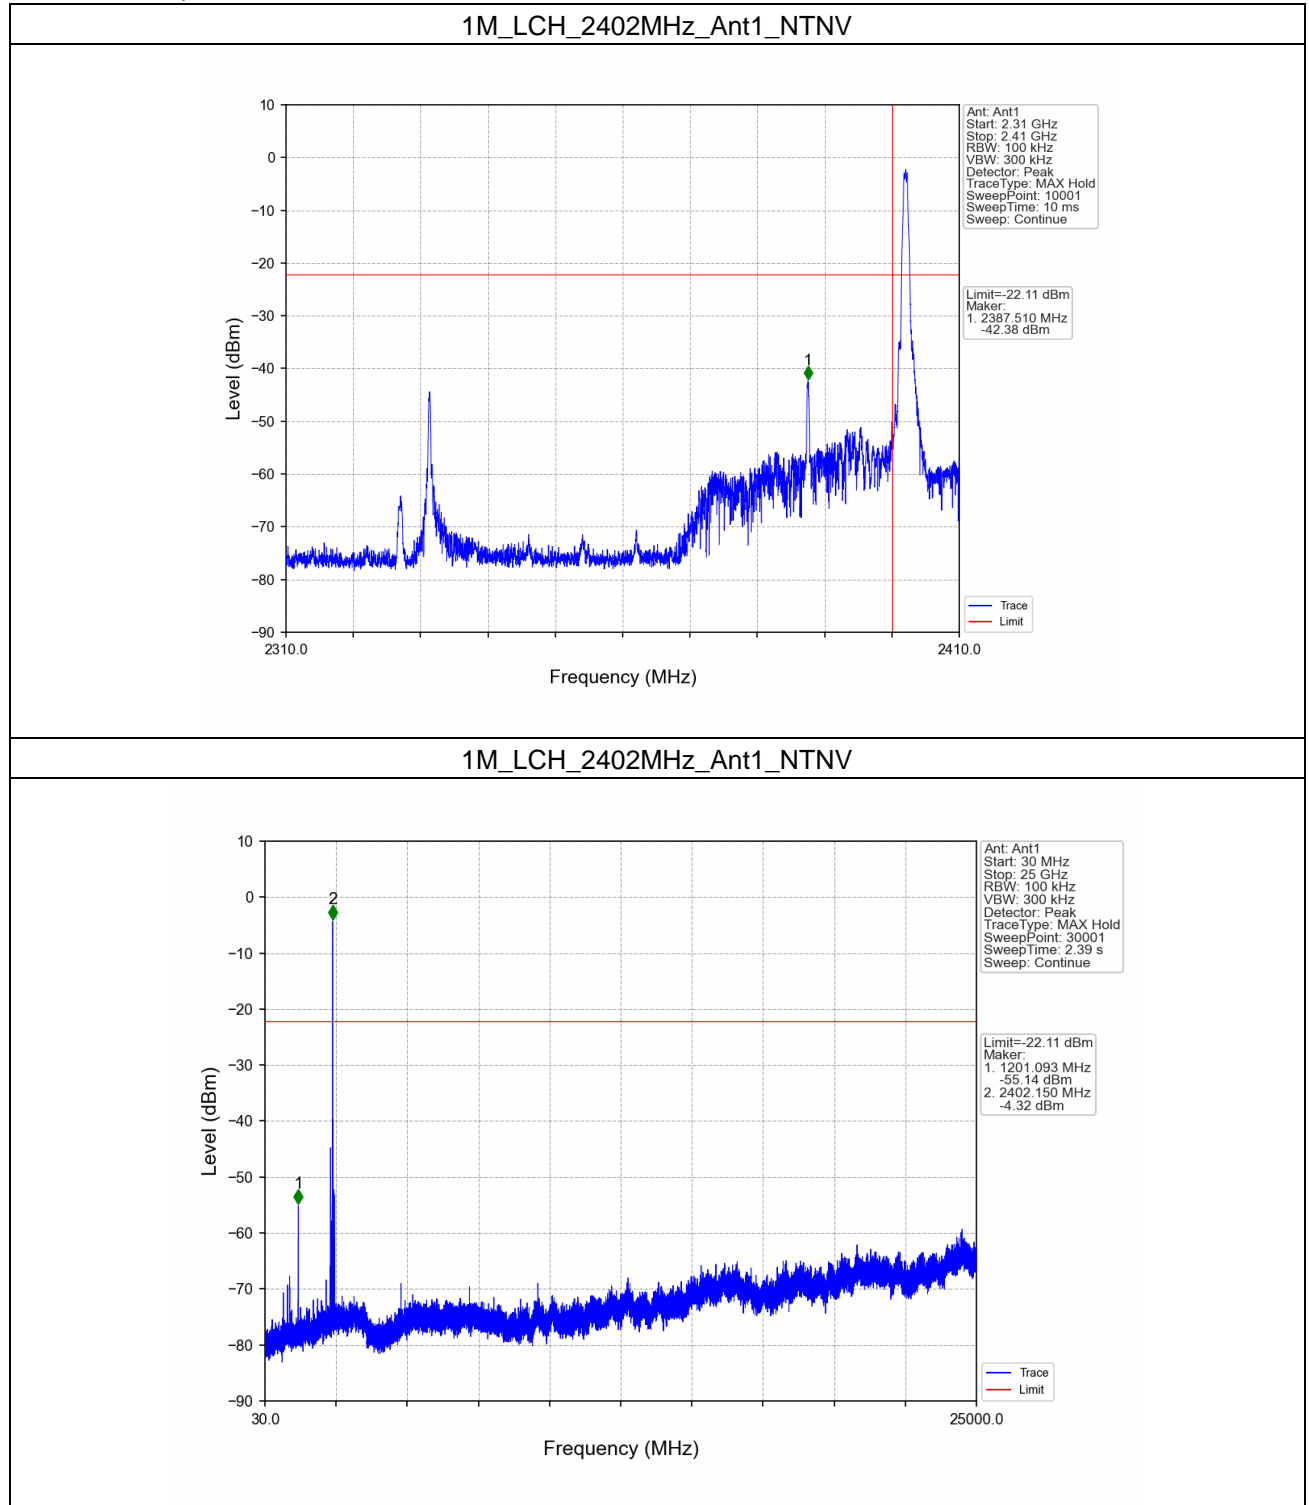 1M_LCH_2402MHz_Ant1_NTNV
10
0
−10
−20
−30
−40
−50
−60
−70
−80
−90
Level (dBm)
1
2310.0
2410.0
Frequency (MHz)
Ant: Ant1
Start: 2.31 GHz
Stop: 2.41 GHz
RBW: 100 kHz
VBW: 300 kHz
Detector: Peak
TraceType: MAX Hold
SweepPoint: 10001
SweepTime: 10 ms
Sweep: Continue
Limit=-22.11 dBm
Maker:
1. 2387.510 MHz
-42.38 dBm
Trace
Limit
1M_LCH_2402MHz_Ant1_NTNV
10
0
−10
−20
−30
−40
−50
−60
−70
−80
−90
Level (dBm)
2
1
30.0
25000.0
Frequency (MHz)
Ant: Ant1
Start: 30 MHz
Stop: 25 GHz
RBW: 100 kHz
VBW: 300 kHz
Detector: Peak
TraceType: MAX Hold
SweepPoint: 30001
SweepTime: 2.39 s
Sweep: Continue
Limit=-22.11 dBm
Maker:
1. 1201.093 MHz
-55.14 dBm
2. 2402.150 MHz
-4.32 dBm
Trace
Limit